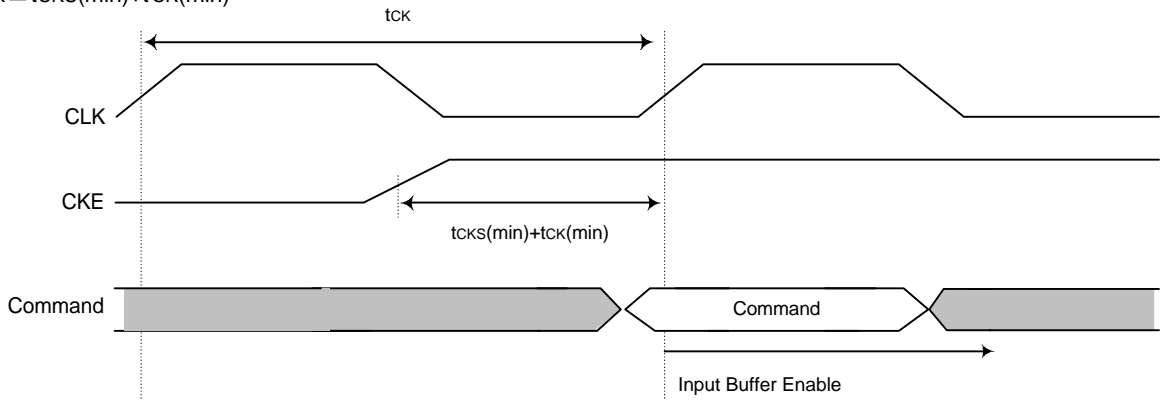 tCK
CLK
CKE
tCKS(min)+tCK(min)
Command
Command
Input Buffer Enable